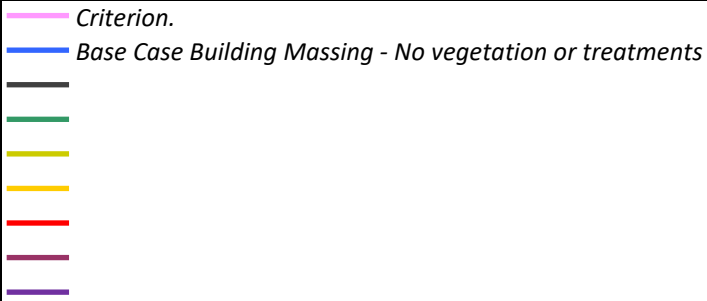 Criterion.
Base Case Building Massing - No vegetation or treatments